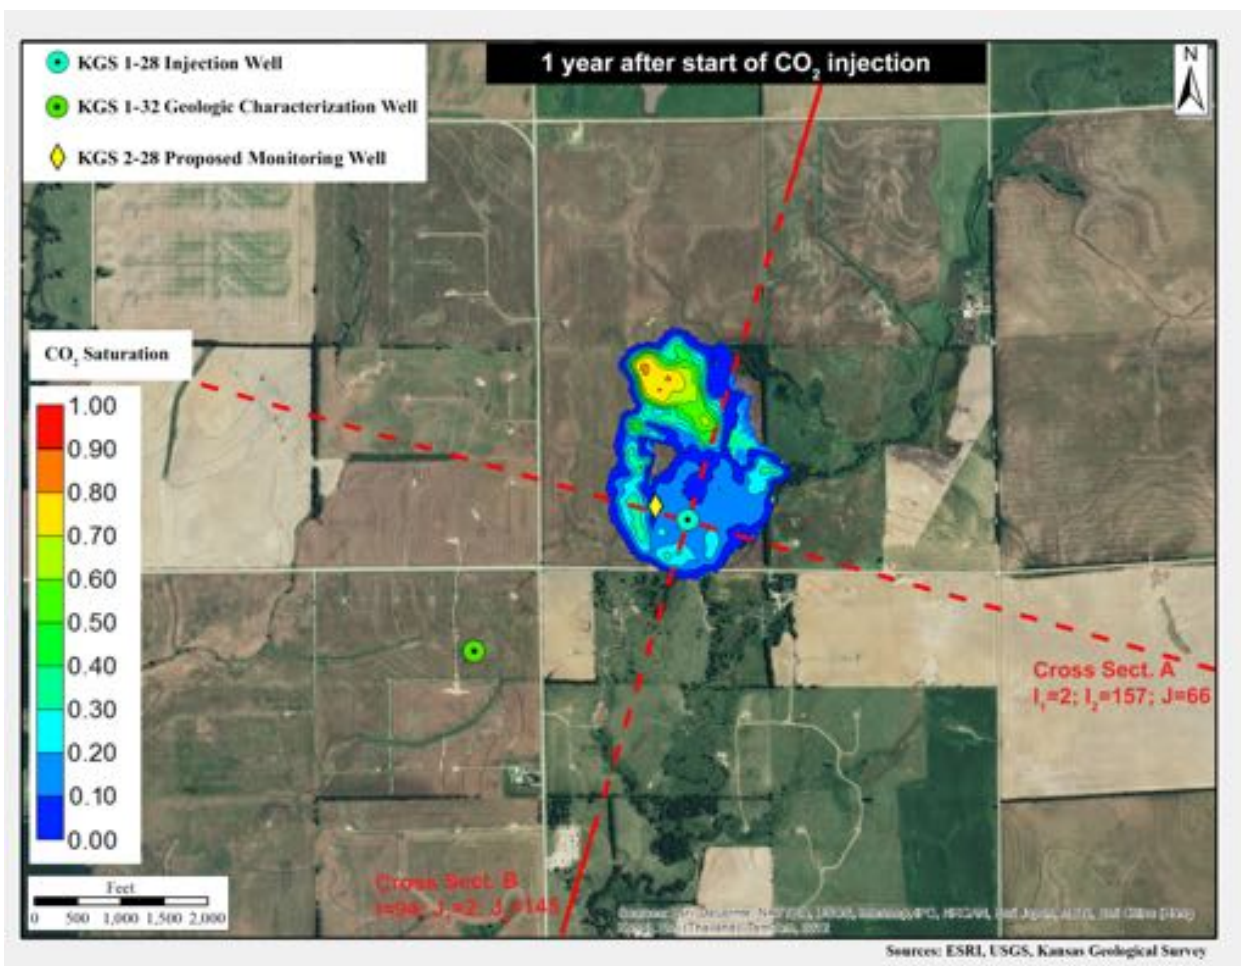 KGS 1-28 Injection Well
KGS 1-32 Geologic Characterization Well
KGS 2-28 Proposed Monitoring Well
1 year after start of CO₂ injection
N
CO₂ Saturation
1.00
0.90
0.80
0.70
0.60
0.50
0.40
0.30
0.20
0.10
0.00
Cross Sect. A
I₁=2; I₂=157; J=66
Cross Sect. B
Feet
0 500 1,000 1,500 2,000
Sources: ESRI, USGS, Kansas Geological Survey